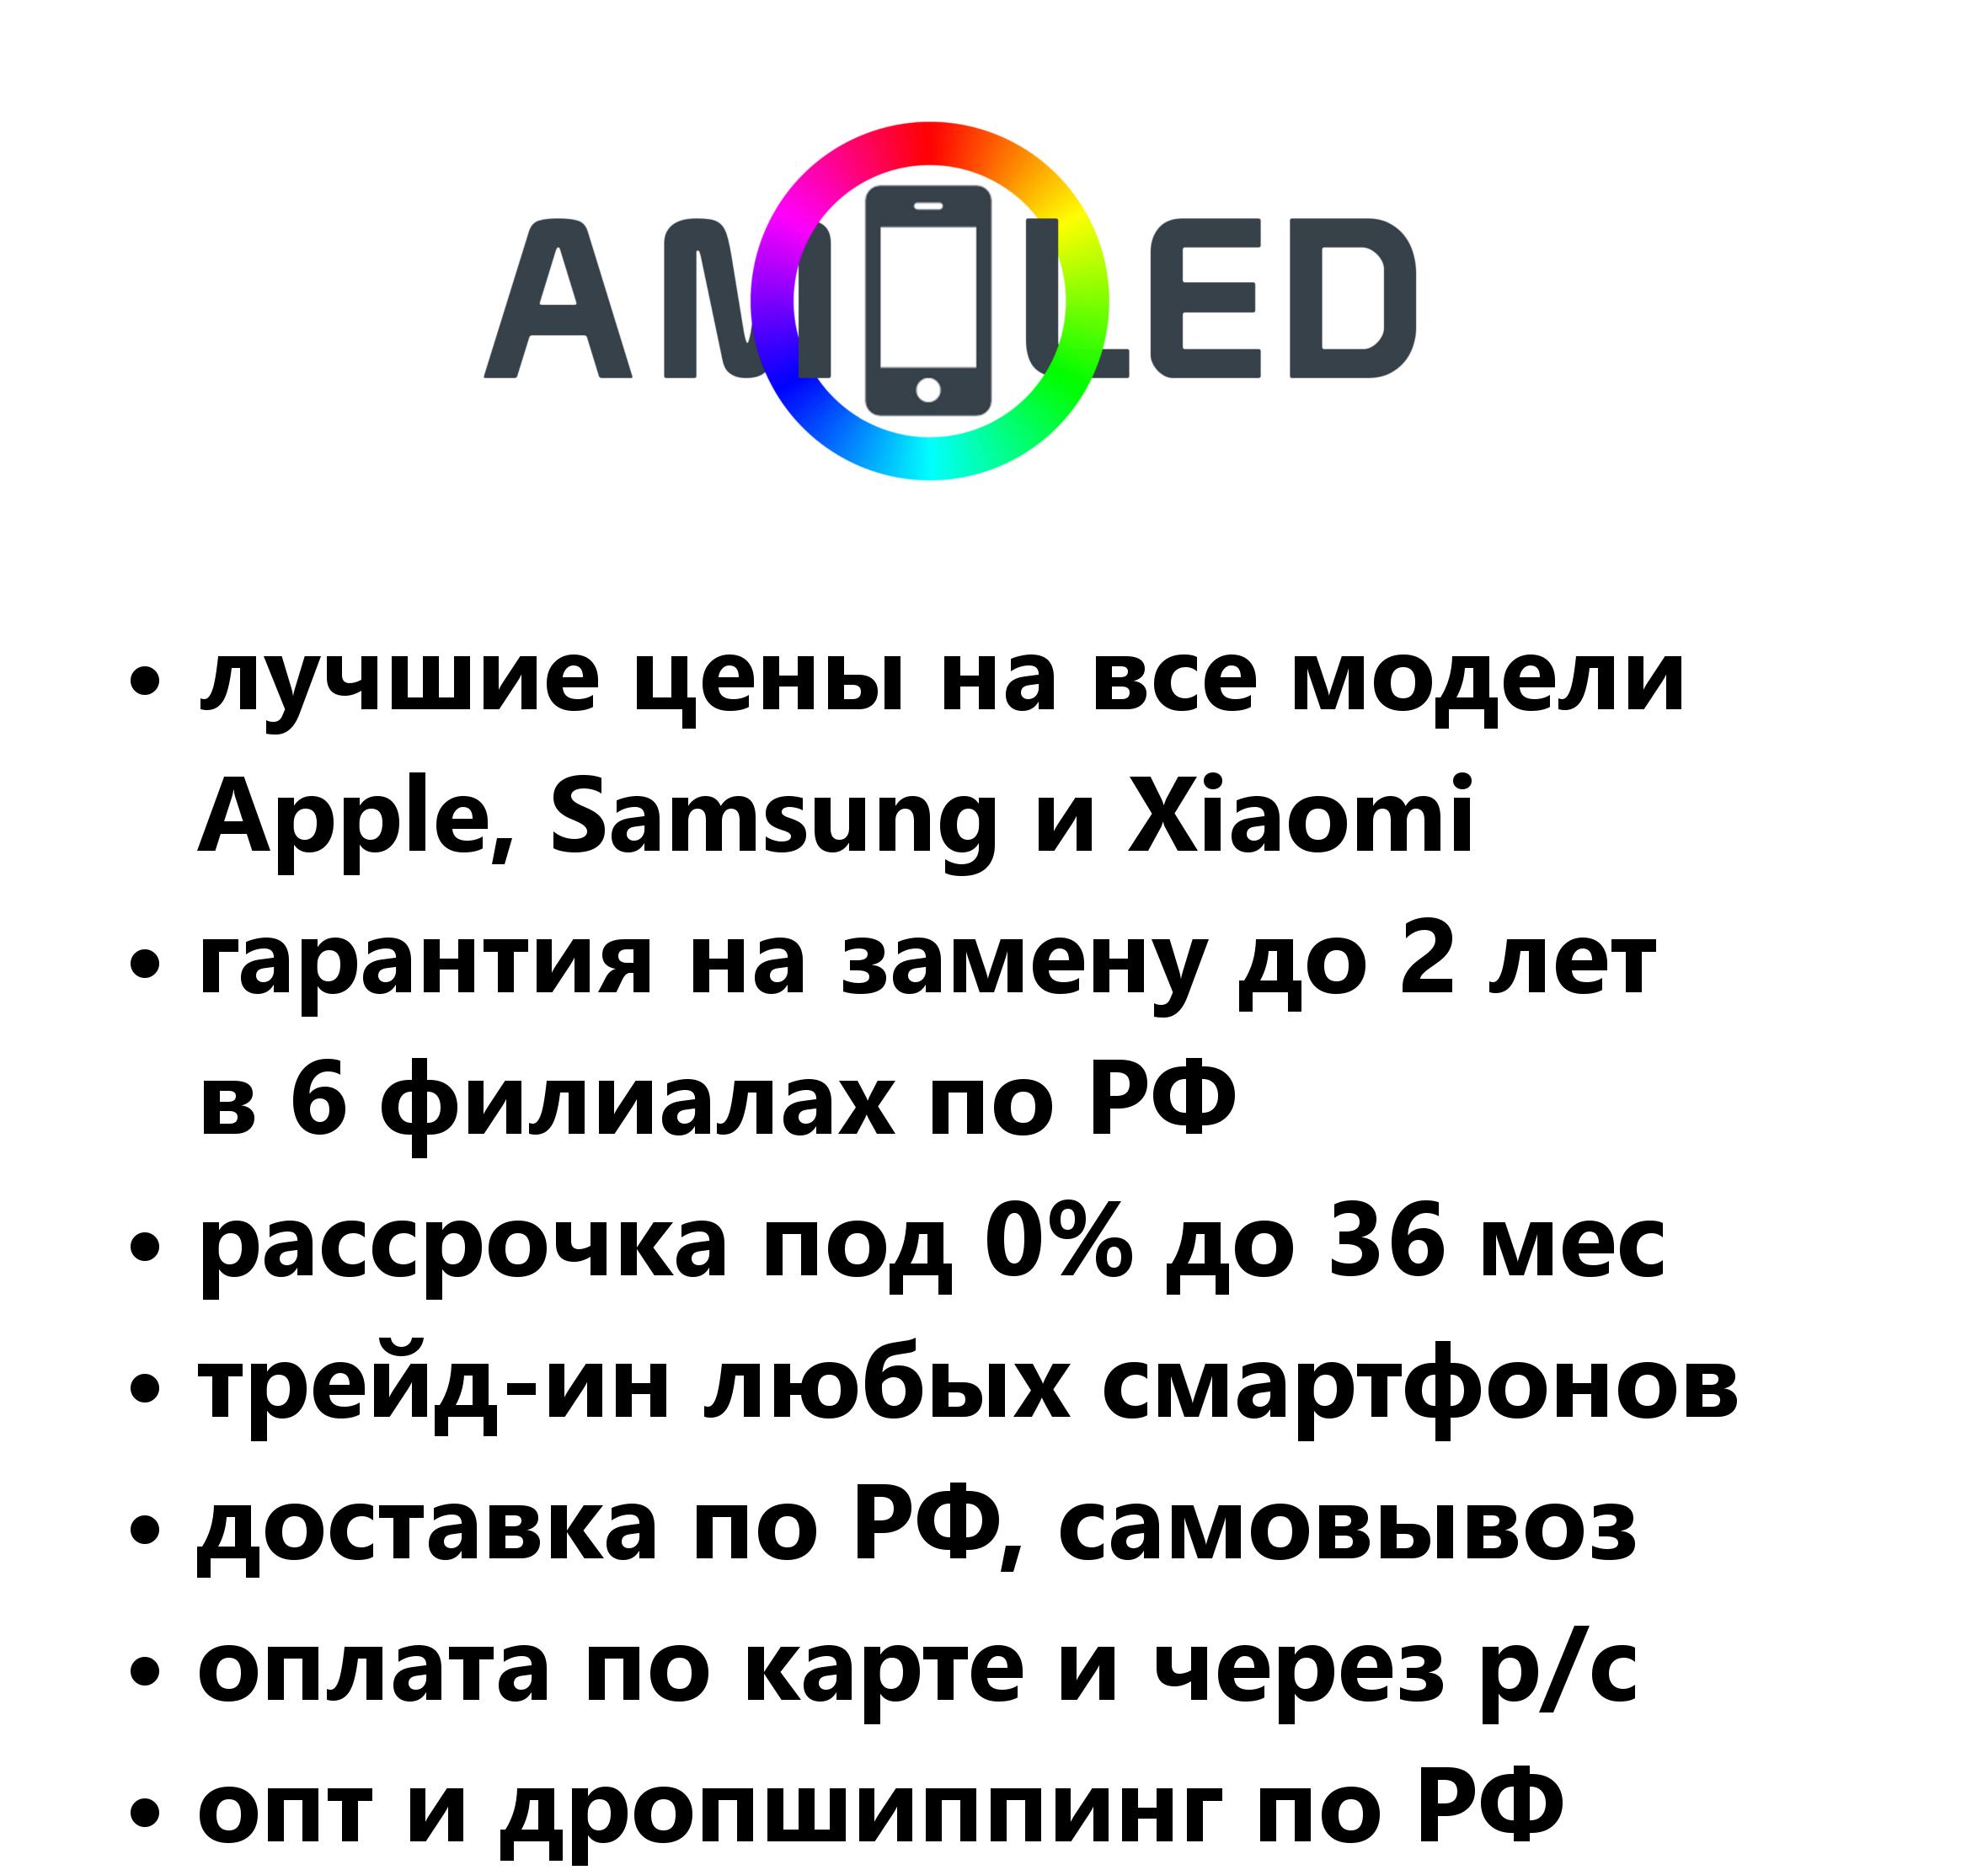 AMOLED
• лучшие цены на все модели
Apple, Samsung и Xiaomi
• гарантия на замену до 2 лет
в 6 филиалах по РФ
• рассрочка под 0% до 36 мес
• трейд-ин любых смартфонов
• доставка по РФ, самовывоз
• оплата по карте и через р/с
• опт и дропшиппинг по РФ